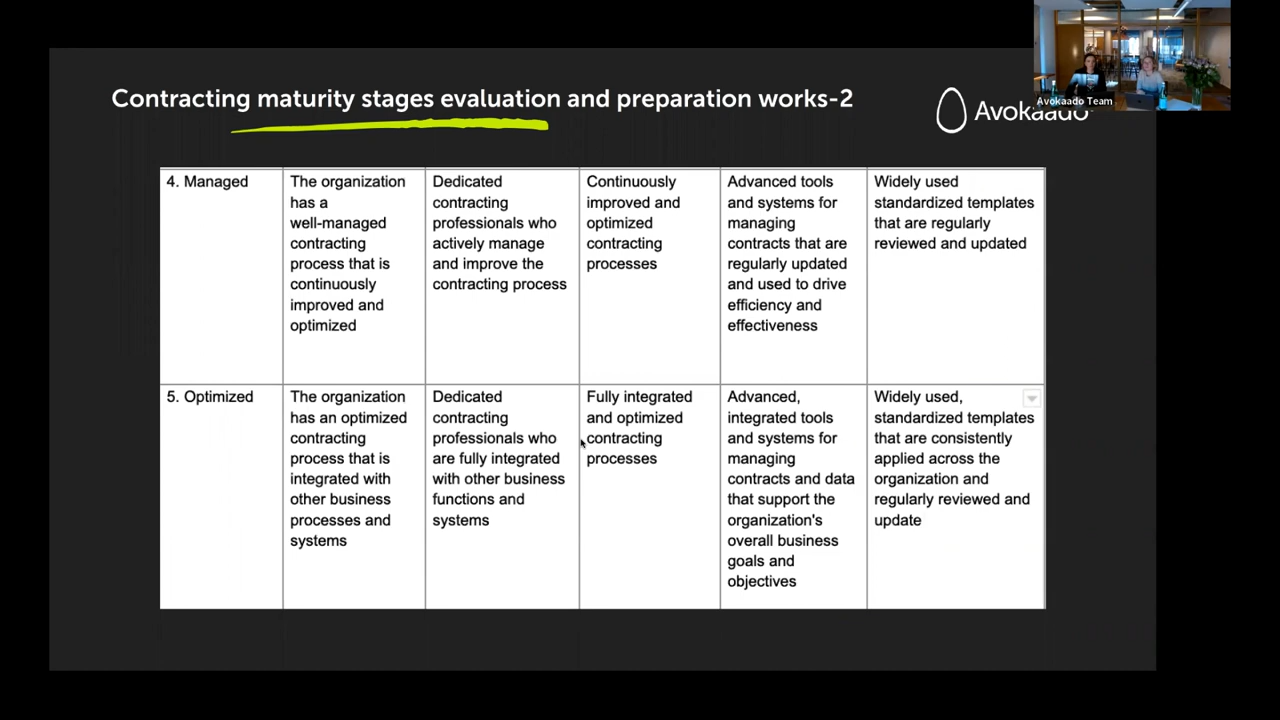 Contracting maturity stages evaluation and preparation works-2
Avokaado
Avokaado Team
4. Managed
The organization
has a
well-managed
contracting
process that is
continuously
improved and
optimized
Dedicated
contracting
professionals who
actively manage
and improve the
contracting process
Continuously
improved and
optimized
contracting
processes
Advanced tools
and systems for
managing
contracts that are
regularly updated
and used to drive
efficiency and
effectiveness
Widely used
standardized templates
that are regularly
reviewed and updated
5. Optimized
The organization
has an optimized
contracting
process that is
integrated with
other business
processes and
systems
Dedicated
contracting
professionals who
are fully integrated
with other business
functions and
systems
Fully integrated
and optimized
contracting
processes
Advanced,
integrated tools
and systems for
managing
contracts and data
that support the
organization's
overall business
goals and
objectives
Widely used,
standardized templates
that are consistently
applied across the
organization and
regularly reviewed and
update